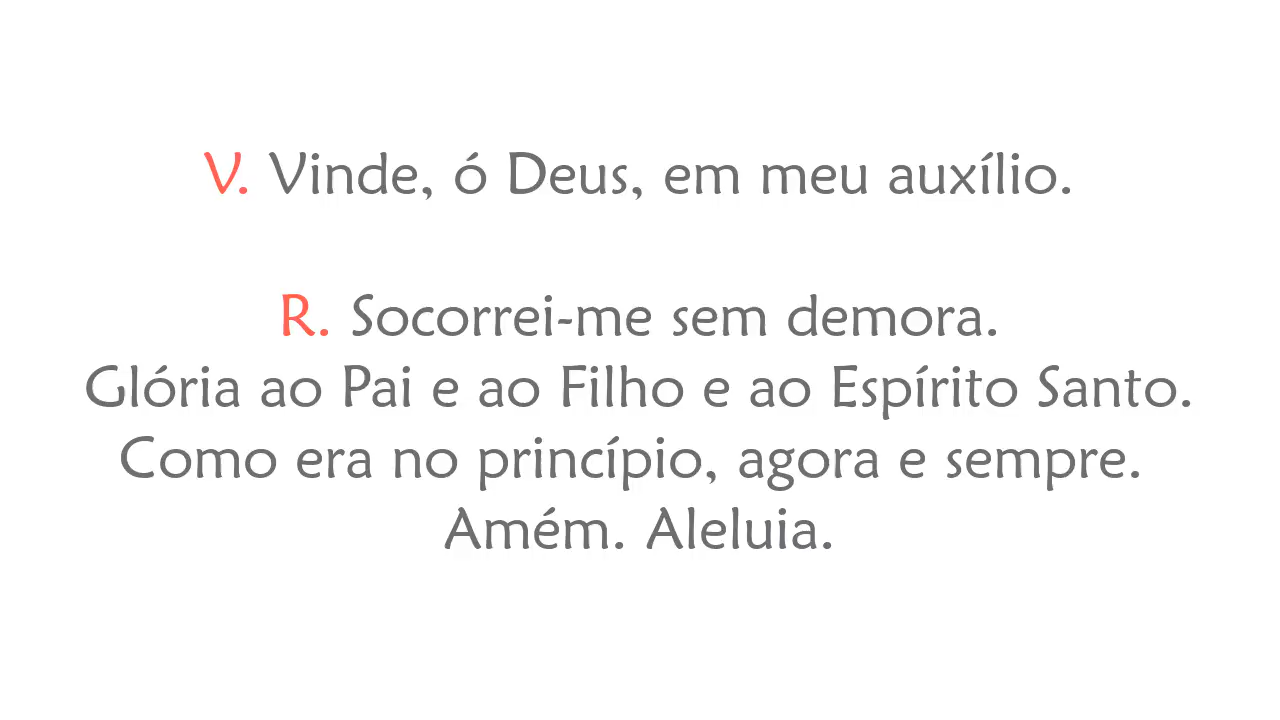 V. Vinde, ó Deus, em meu auxílio.
R. Socorrei-me sem demora.
Glória ao Pai e ao Filho e ao Espírito Santo.
Como era no princípio, agora e sempre.
Amém. Aleluia.